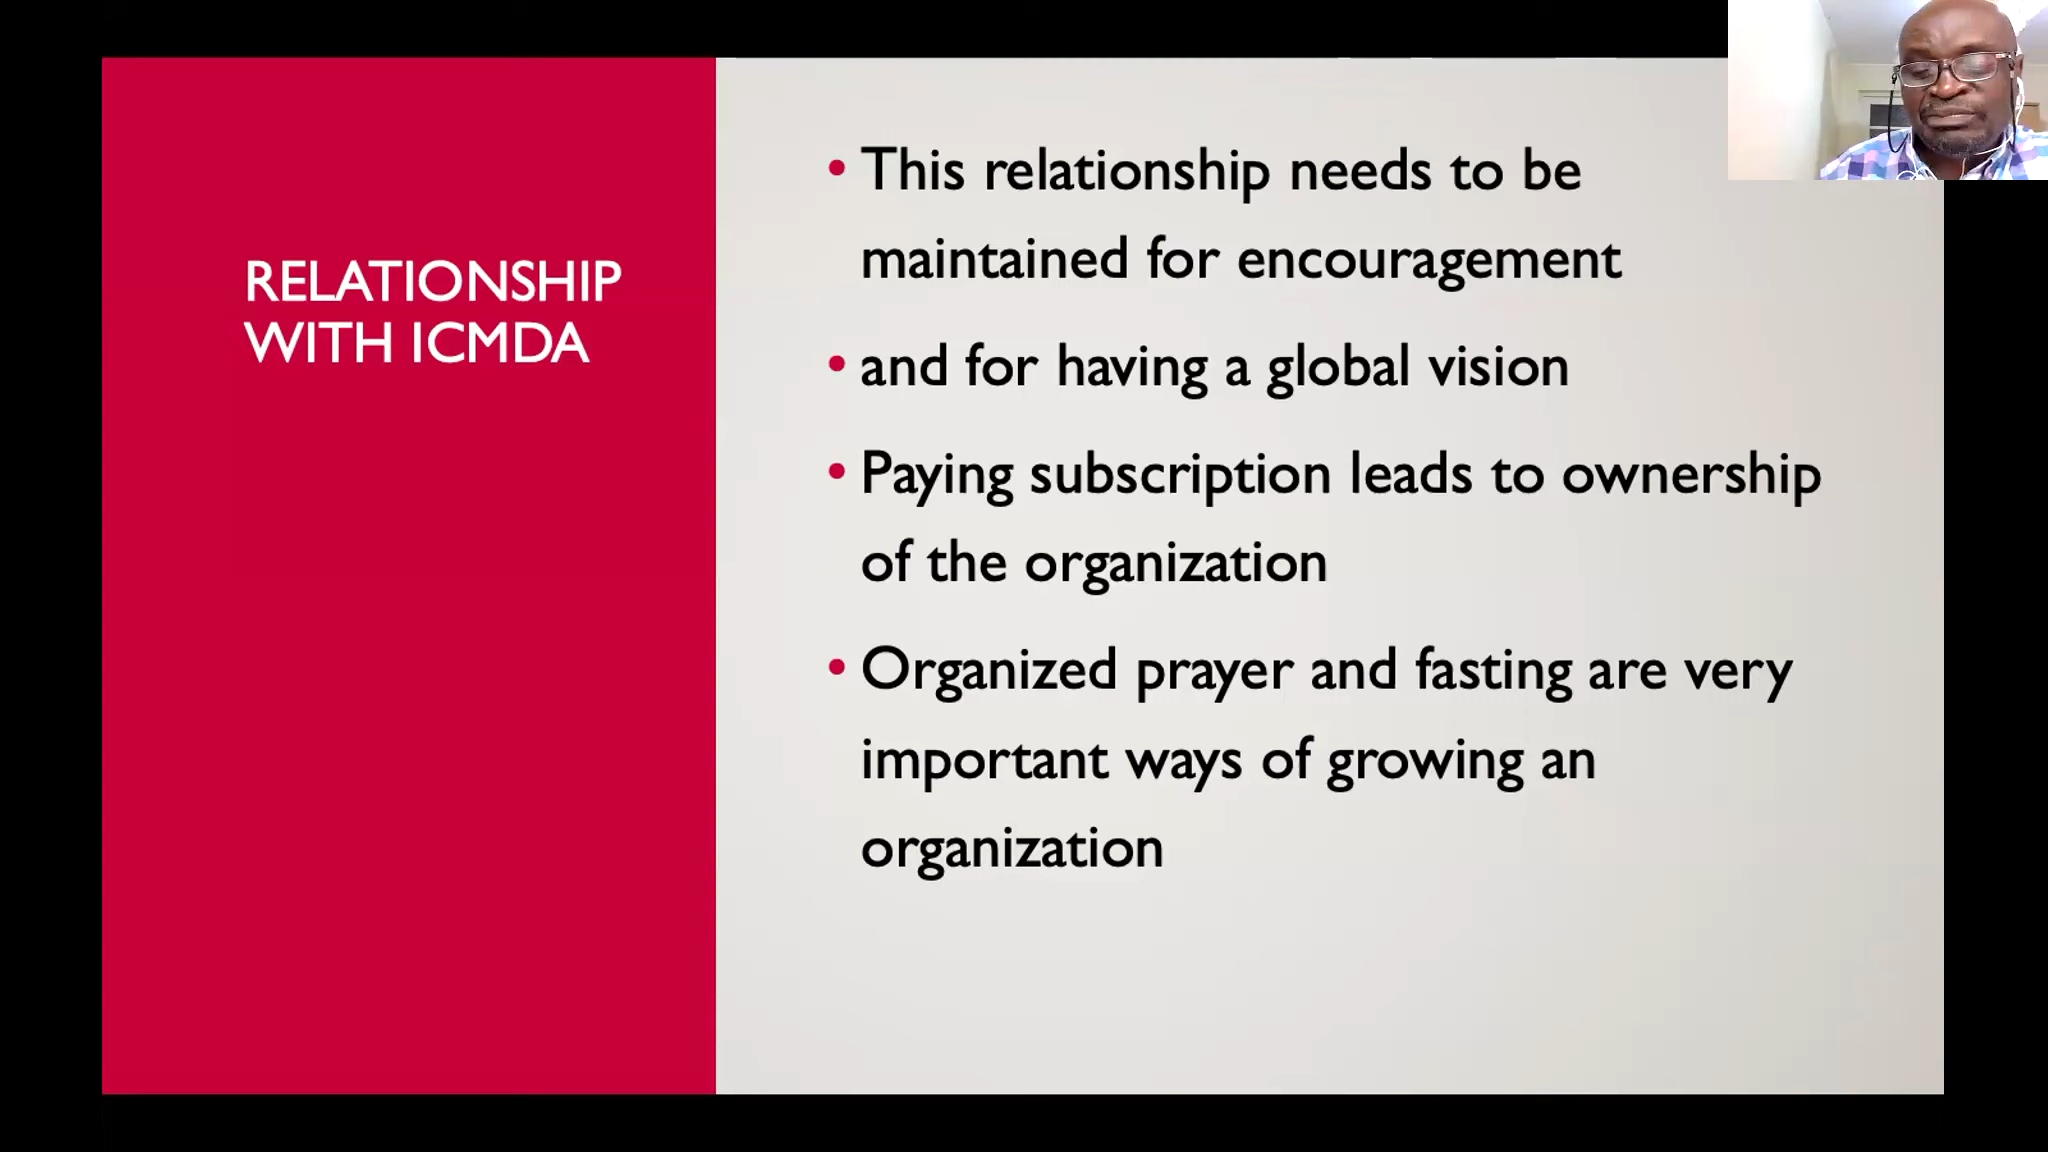 RELATIONSHIP
WITH ICMDA
• This relationship needs to be
maintained for encouragement
• and for having a global vision
• Paying subscription leads to ownership
of the organization
• Organized prayer and fasting are very
important ways of growing an
organization